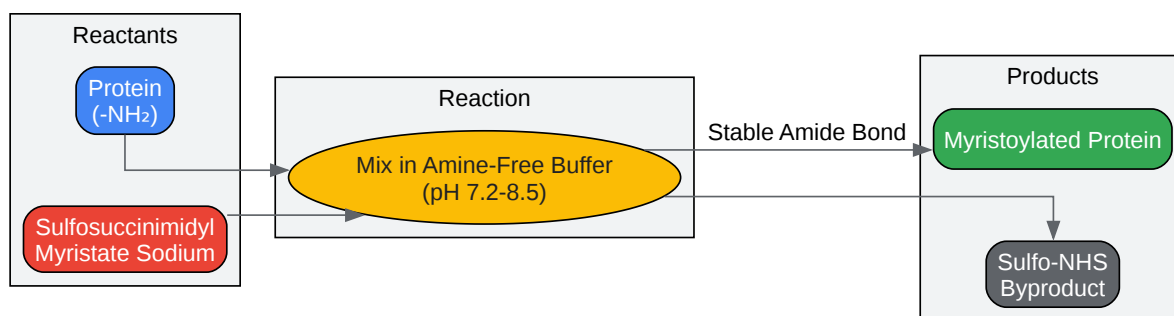 Reactants
Protein
(-NH₂)
Sulfosuccinimidyl
Myristate Sodium
Reaction
Mix in Amine-Free Buffer
(pH 7.2-8.5)
Stable Amide Bond
Products
Myristoylated Protein
Sulfo-NHS
Byproduct